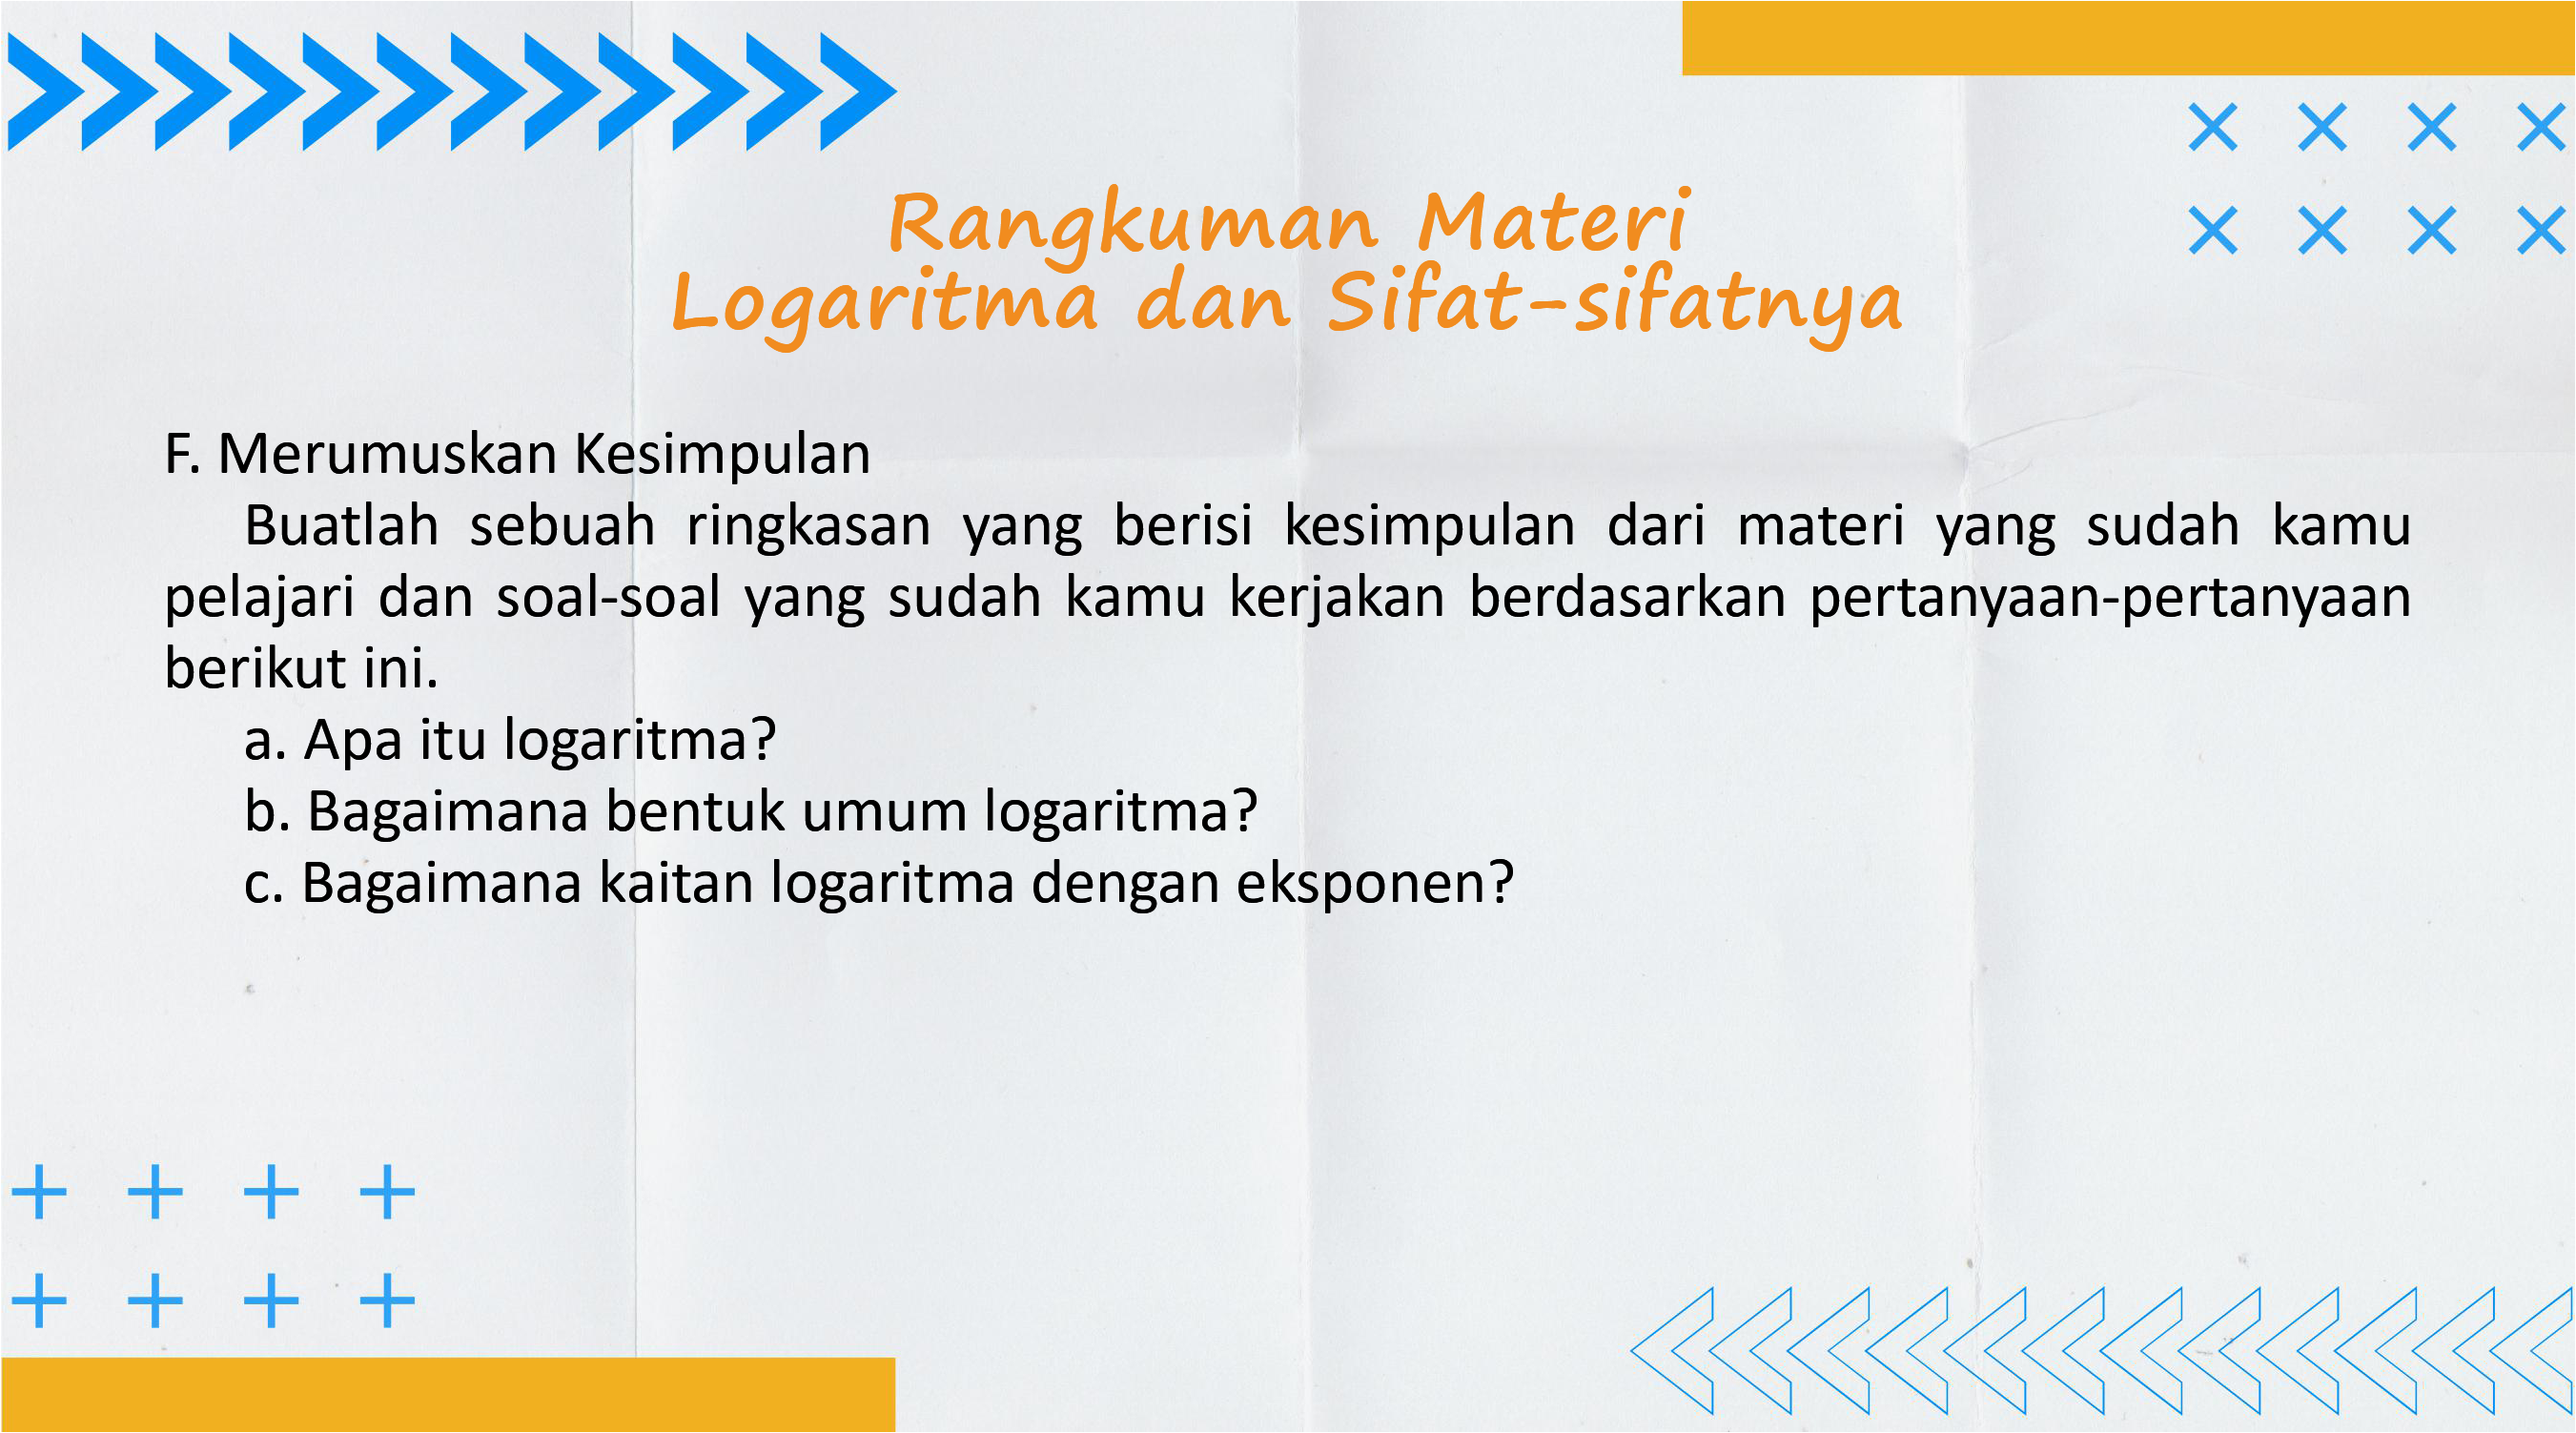 Rangkuman Materi
Logaritma dan Sifat-sifatnya
F. Merumuskan Kesimpulan
Buatlah sebuah ringkasan yang berisi kesimpulan dari materi yang sudah kamu
pelajari dan soal-soal yang sudah kamu kerjakan berdasarkan pertanyaan-pertanyaan
berikut ini.
a. Apa itu logaritma?
b. Bagaimana bentuk umum logaritma?
c. Bagaimana kaitan logaritma dengan eksponen?